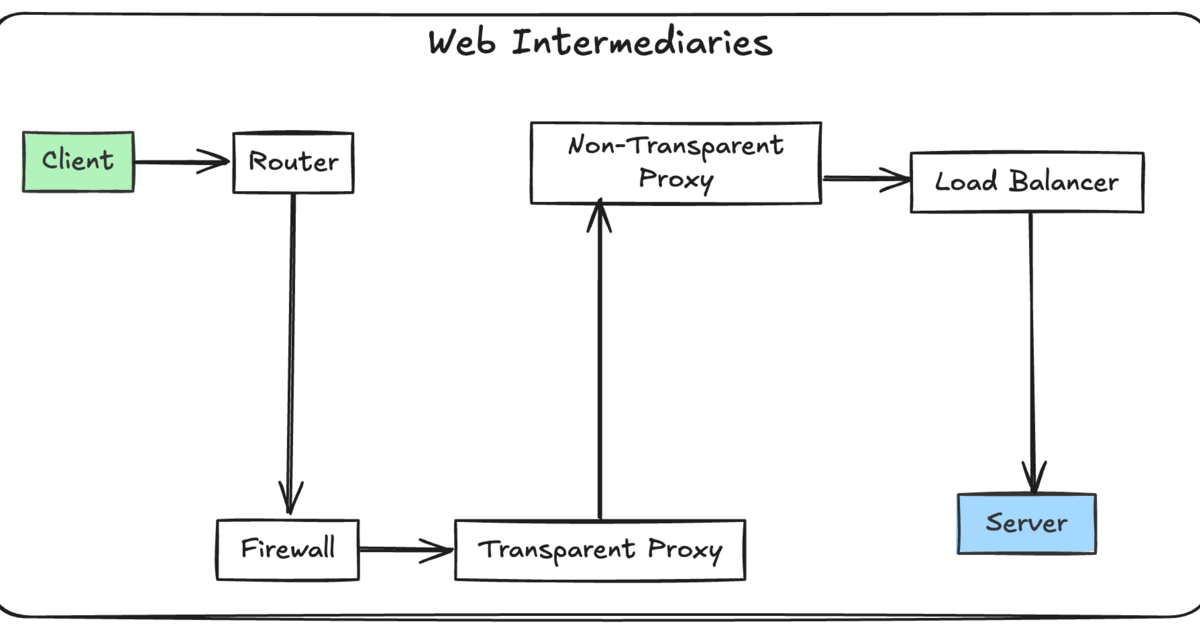 Web Intermediaries
Client
Router
Non-Transparent
Proxy
Load Balancer
Firewall
Transparent Proxy
Server